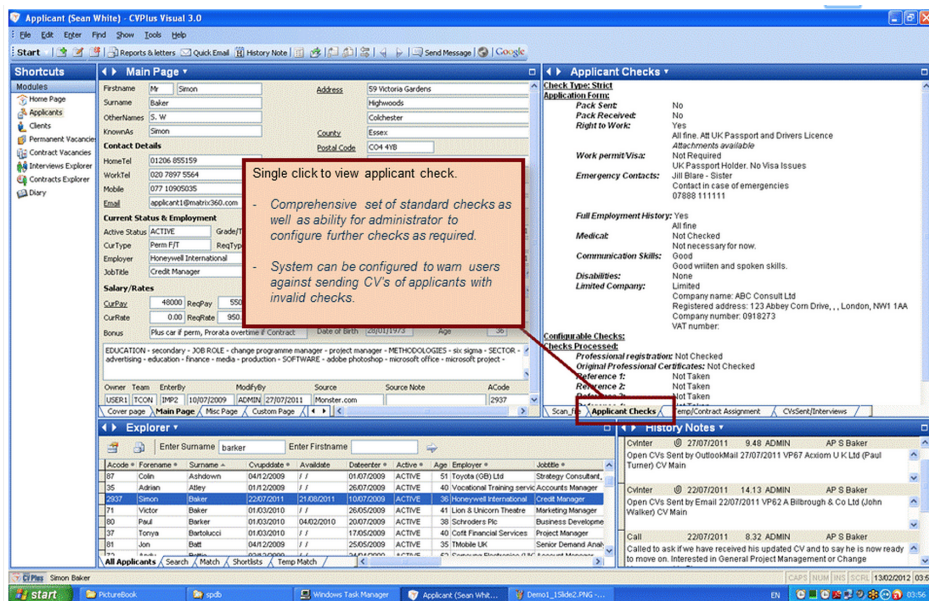 Applicant (Sean White) - CVPlus Visual 3.0
File Edit Enter Find Show Tools Help
Start Reports & letters Quick Email History Note Send Message Google
Shortcuts
Modules
Home Page
Applicants
Clients
Permanent Vacancies
Contract Vacancies
Interviews Explorer
Contracts Explorer
Diary
Main Page
Firstname Mr Simon Address 59 Victoria Gardens
Surname Baker Highwoods
OtherNames S. W Colchester
KnownAs Simon County Essex
Contact Details Postal Code CO4 4YB
HomeTel 01206 855159
WorkTel 020 7897 5564
Mobile 077 10905035
Email applicant1@matrix360.com
Current Status & Employment
Active Status ACTIVE Grade/T
CurType Perm F/T ReqTyp
Employer Honeywell International
JobTitle Credit Manager
Salary/Rates
CurPay 48000 ReqPay 550
CurRate 0.00 ReqRate 950.
Bonus Plus car if perm, Prorata overtime if Contract Date of Birth 28/01/1973 Age 36
EDUCATION - secondary - JOB ROLE - change programme manager - project manager - METHODOLOGIES - six sigma - SECTOR -
advertising - education - finance - media - production - SOFTWARE - adobe photoshop - microsoft office - microsoft project -
Owner Team EnterBy ModifyBy Source Source Note ACode
USER1 TCON IMP2 10/07/2009 ADMIN 27/07/2011 Monster.com 2937
Cover page Main Page Misc Page Custom Page
Single click to view applicant check.
- Comprehensive set of standard checks as
well as ability for administrator to
configure further checks as required.
- System can be configured to warn users
against sending CV's of applicants with
invalid checks.
Applicant Checks
Check Type: Strict
Application Form:
Pack Sent: No
Pack Received: No
Right to Work: Yes
All fine. Att UK Passport and Drivers Licence
Attachments available
Work permit/Visa: Not Required
UK Passport Holder. No Visa Issues
Emergency Contacts: Jill Blare - Sister
Contact in case of emergencies
07888 111111
Full Employment History: Yes
All fine
Medical: Not Checked
Not necessary for now.
Communication Skills: Good
Good wriiten and spoken skills.
Disabilities: None
Limited Company: Limited
Company name: ABC Consult Ltd
Registered address: 123 Abbey Corn Drive, , , London, NW1 1AA
Company number: 0918273
VAT number:
Configurable Checks:
Checks Processed:
Professional registration: Not Checked
Original Professional Certificates: Not Checked
Reference 1: Not Taken
Reference 2: Not Taken
Reference 3: Not Taken
Scan_file Applicant Checks Temp/Contract Assignment CVsSent/Interviews
Explorer
Enter Surname barker Enter Firstname
Acode Forename Surname Cvupddate Availdate Dateenter Active Age Employer Jobtitle
87 Colin Ashdown 04/12/2009 / / 01/07/2009 ACTIVE 51 Toyota (GB) Ltd Strategy Consultant,
35 Adrian Atley 01/01/2009 / / 26/07/2009 ACTIVE 40 Vocational Training servic Accounts Manager
2937 Simon Baker 22/07/2011 21/08/2011 10/07/2009 ACTIVE 36 Honeywell International Credit Manager
71 Victor Baker 01/03/2010 / / 26/05/2009 ACTIVE 41 Lion & Unicorn Theatre Marketing Manager
80 Paul Barker 01/03/2010 04/02/2010 20/07/2009 ACTIVE 38 Schroders Plc Business Developme
37 Tonya Bartolucci 01/03/2010 / / 17/05/2009 ACTIVE 40 Cott Financial Services Project Manager
81 Jon Batt 04/12/2009 / / 25/05/2009 ACTIVE 35 TMobile UK Senior Demand Analy
All Applicants Search Match Shortlists Temp Match
History Notes
CvInter 27/07/2011 9.48 ADMIN AP S Baker
Open CVs Sent by OutlookMail 27/07/2011 VP67 Acxiom U K Ltd (Paul
Turner) CV Main
CvInter 22/07/2011 14.13 ADMIN AP S Baker
Open CVs Sent by Email 22/07/2011 VP62 A Bilbrough & Co Ltd (John
Walker) CV Main
Call 22/07/2011 8.32 ADMIN AP S Baker
Called to ask if we have received his updated CV and to say he is now ready
to move on. Interested in General Project Management or Change
CV Plus Simon Baker CAPS NUM INS SCRL 13/02/2012 03:5
start PictureBook spdb Windows Task Manager Applicant (Sean Whit... Demo1_1Slide2.PNG -... EN 03:56